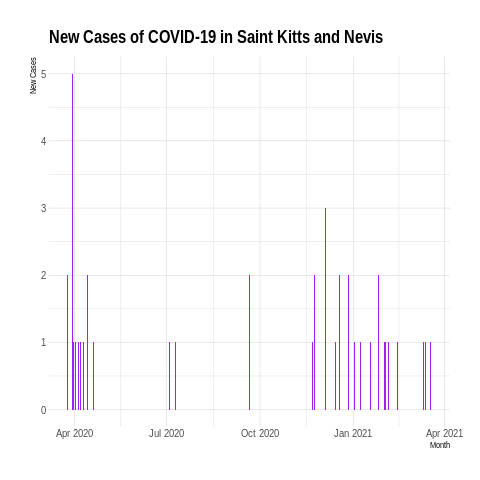 New Cases of COVID-19 in Saint Kitts and Nevis
New Cases
5
4
3
2
1
0
Apr 2020 Jul 2020 Oct 2020 Jan 2021 Apr 2021
Month